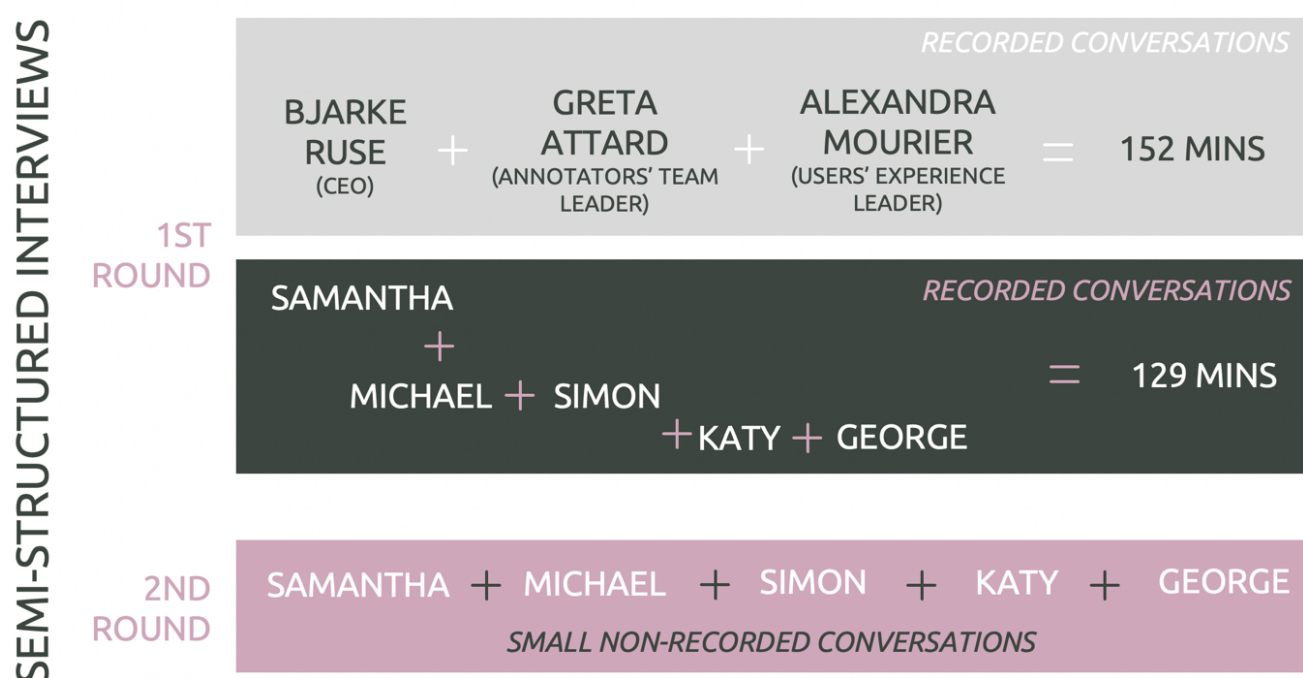 SEMI-STRUCTURED INTERVIEWS
1ST
ROUND
RECORDED CONVERSATIONS
BJARKE
RUSE
(CEO)
+
GRETA
ATTARD
(ANNOTATORS' TEAM
LEADER)
+
ALEXANDRA
MOURIER
(USERS' EXPERIENCE
LEADER)
= 152 MINS
RECORDED CONVERSATIONS
SAMANTHA
+
MICHAEL + SIMON
+ KATY + GEORGE
= 129 MINS
2ND
ROUND
SAMANTHA + MICHAEL + SIMON + KATY + GEORGE
SMALL NON-RECORDED CONVERSATIONS